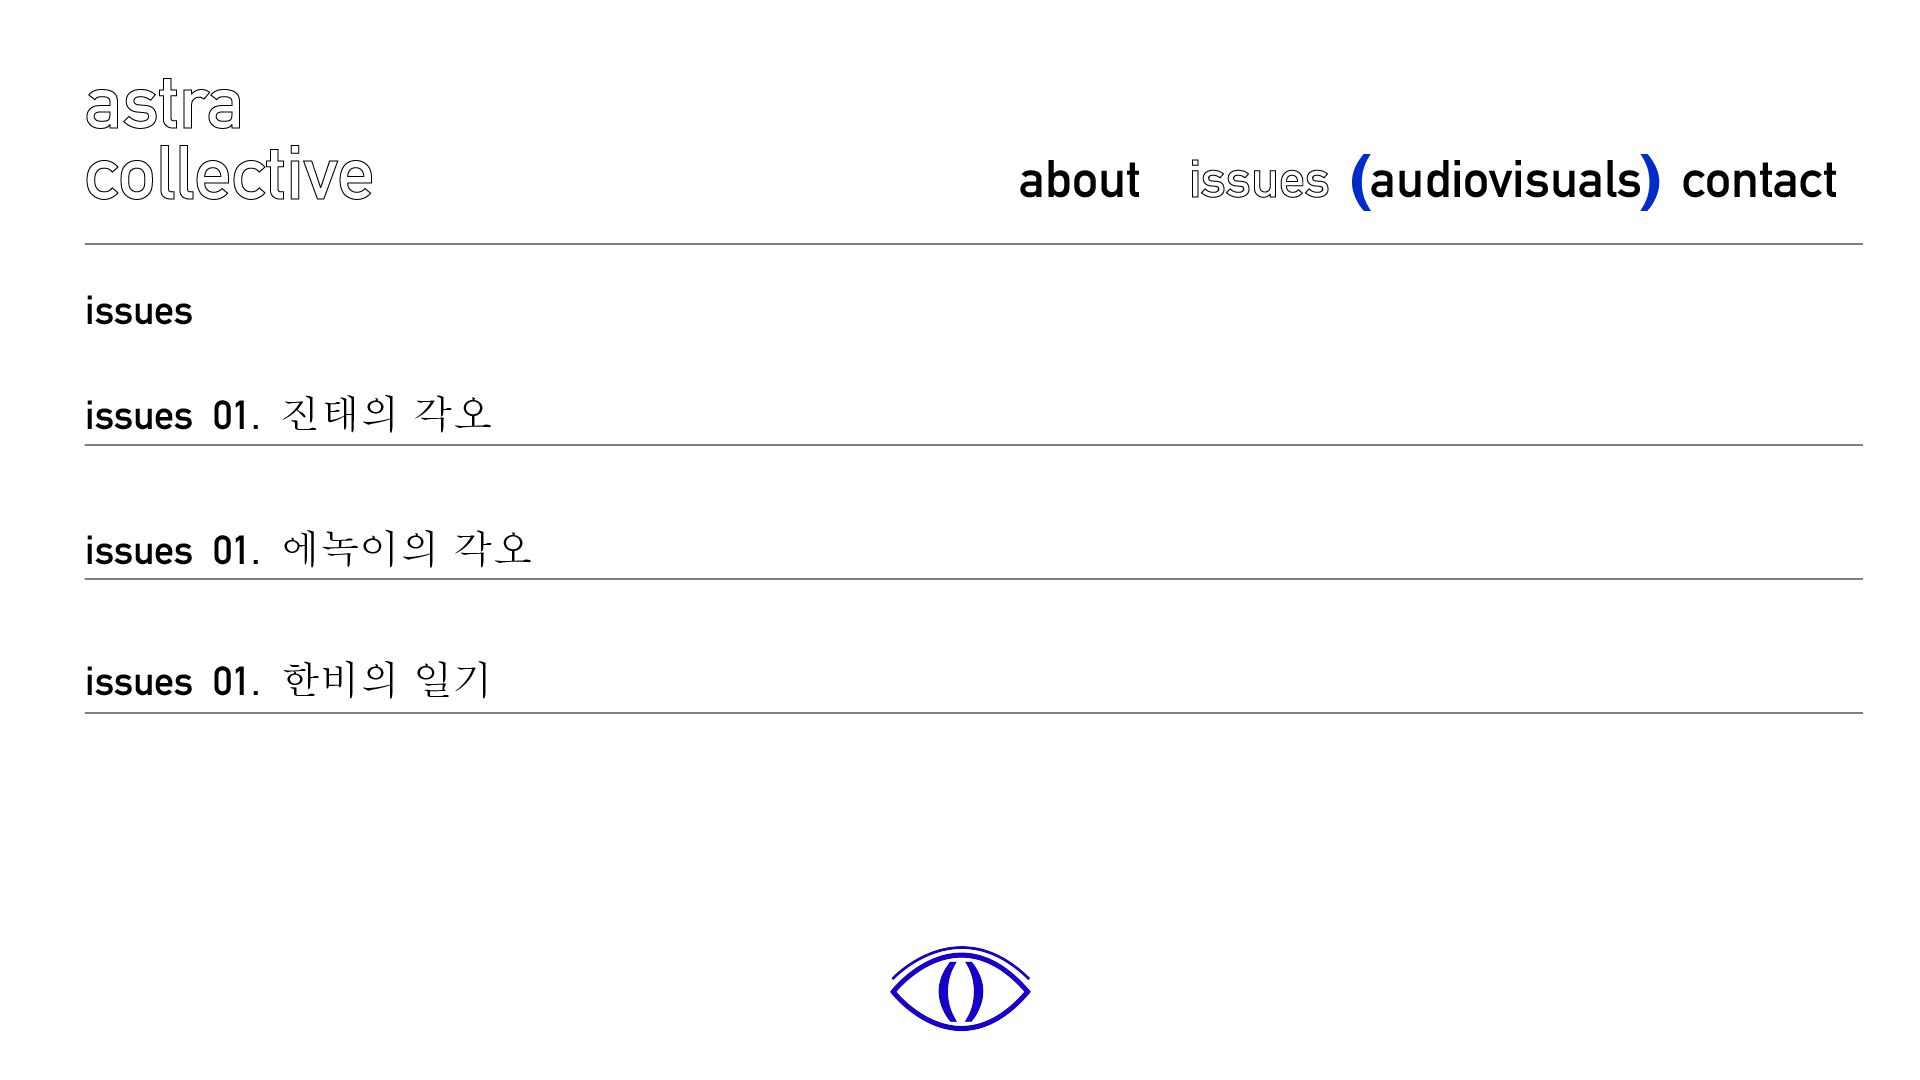 astra
collective
about issues (audiovisuals) contact
issues
issues 01. 진태의 각오
issues 01. 에녹이의 각오
issues 01. 한비의 일기